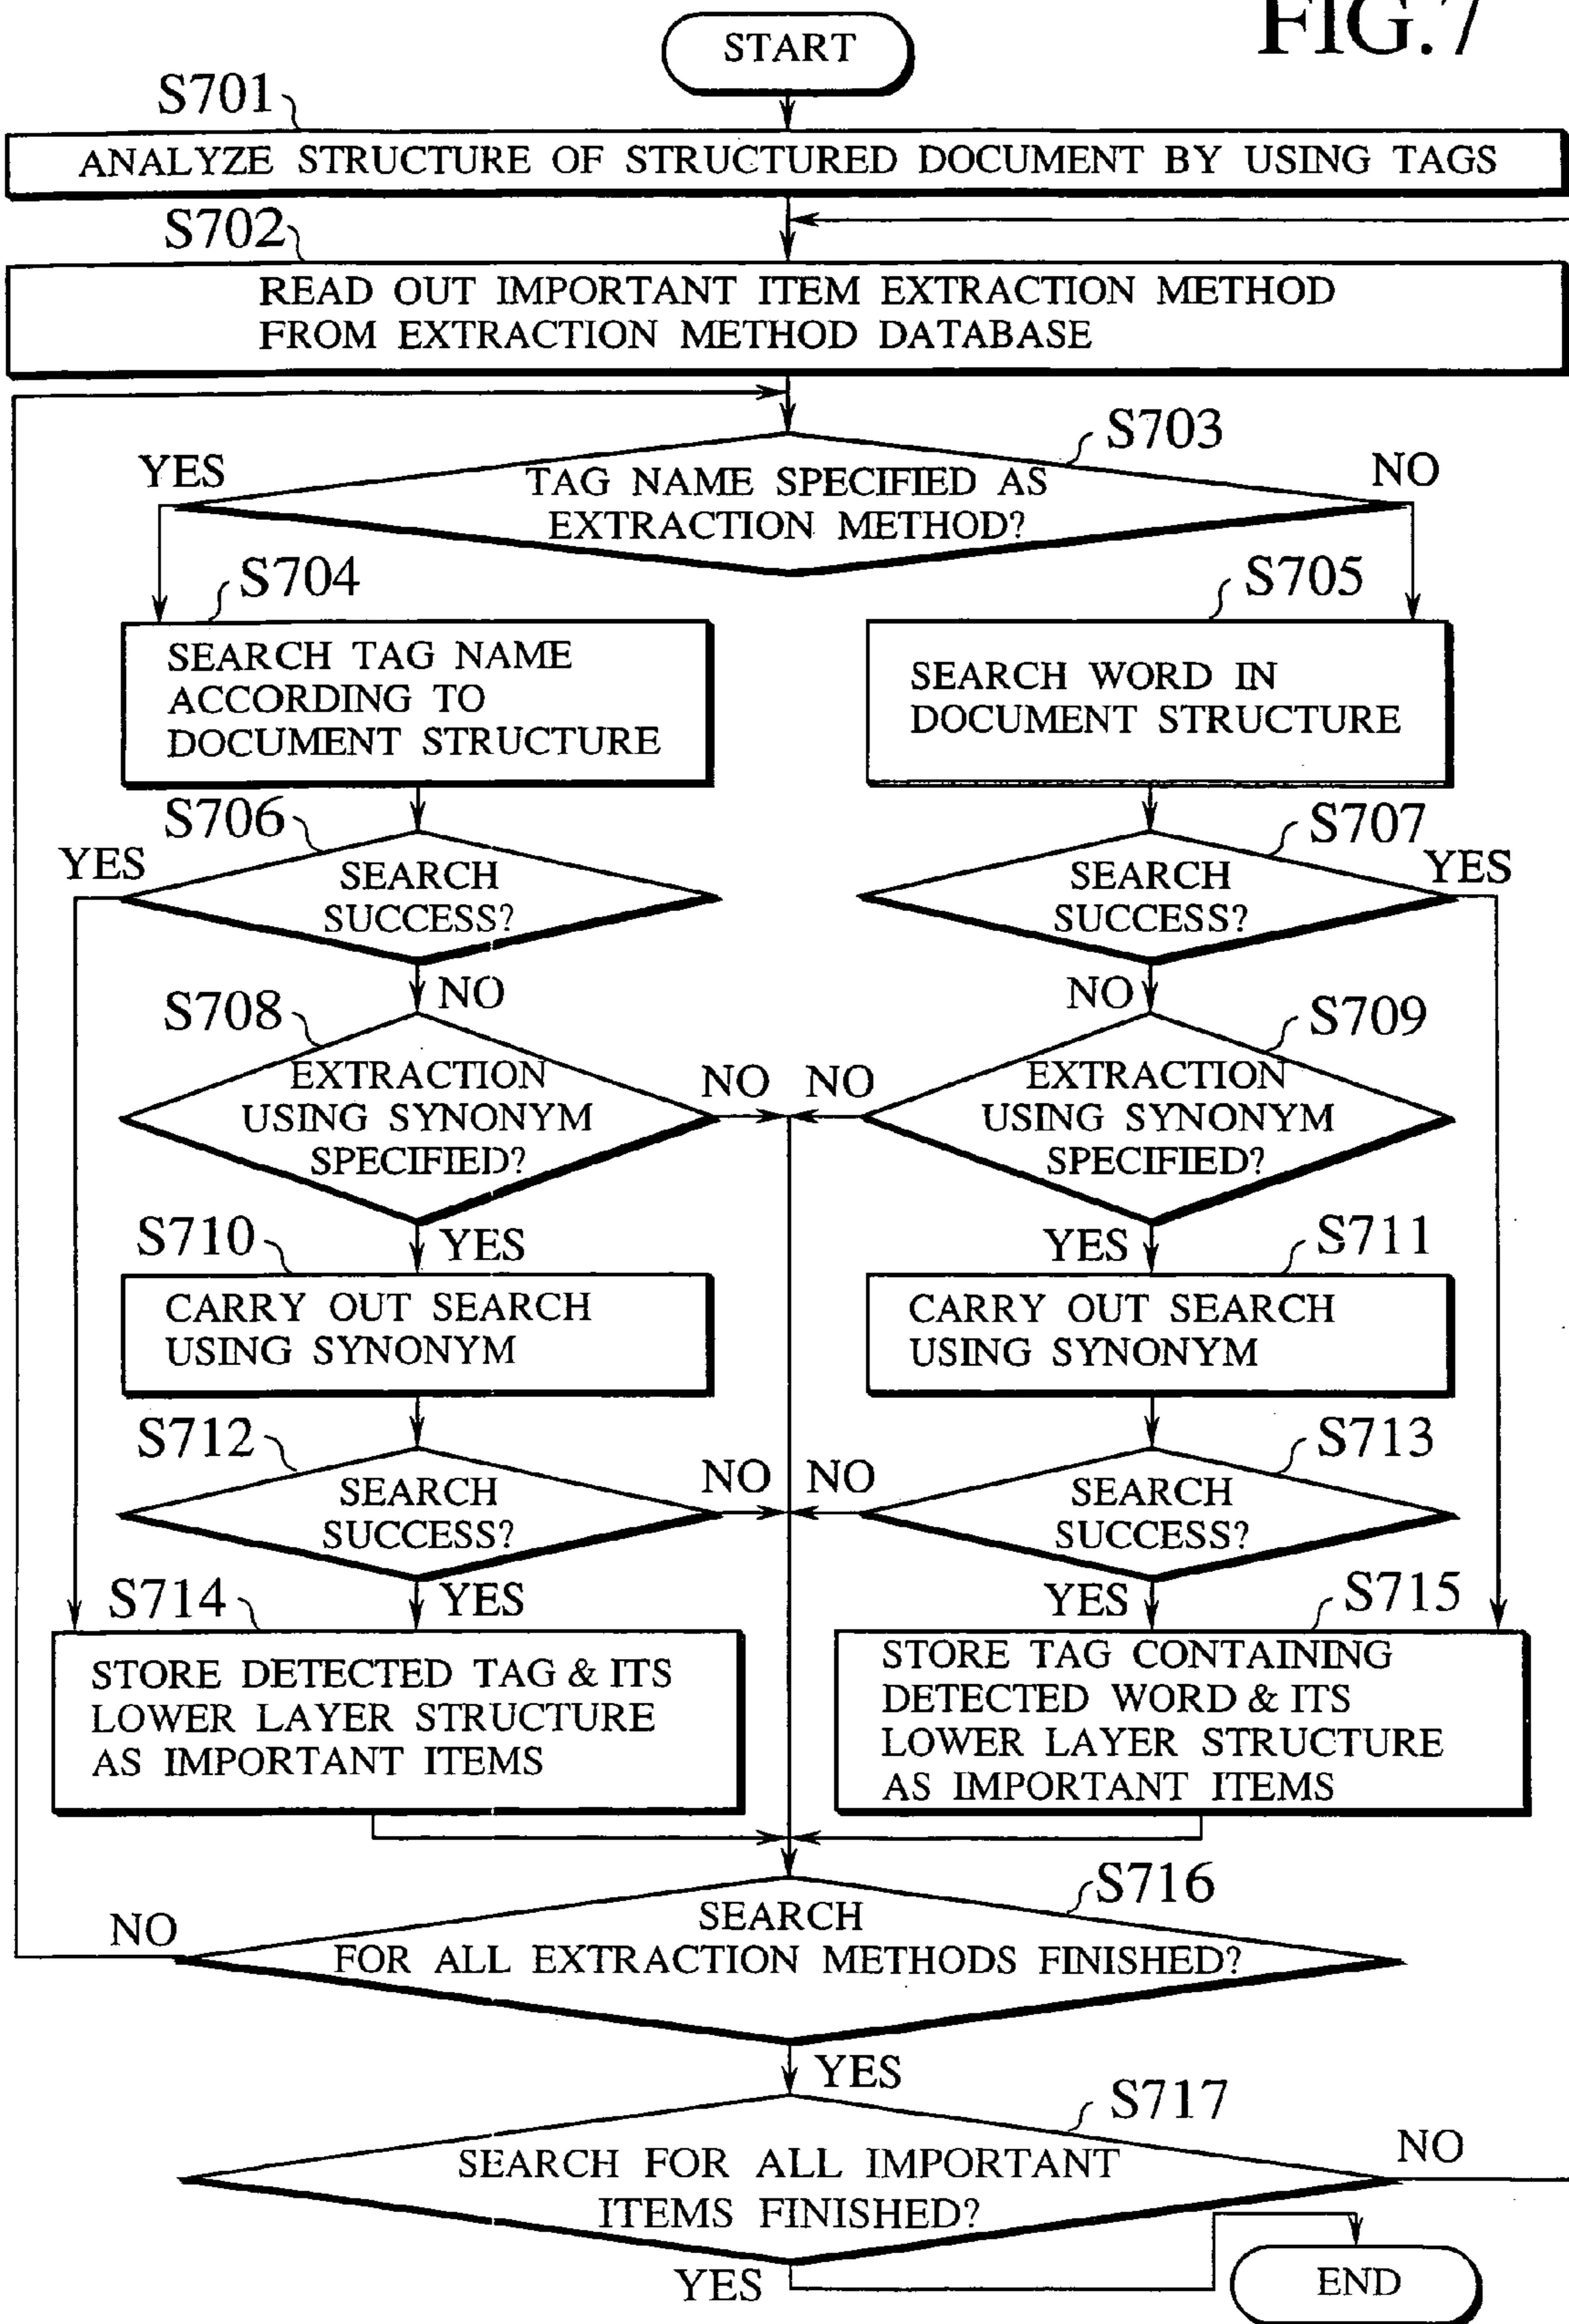 FIG.7
START
S701
ANALYZE STRUCTURE OF STRUCTURED DOCUMENT BY USING TAGS
S702
READ OUT IMPORTANT ITEM EXTRACTION METHOD
FROM EXTRACTION METHOD DATABASE
S703
YES
NO
TAG NAME SPECIFIED AS
EXTRACTION METHOD?
S704
SEARCH TAG NAME
ACCORDING TO
DOCUMENT STRUCTURE
S705
SEARCH WORD IN
DOCUMENT STRUCTURE
S706
YES
SEARCH
SUCCESS?
NO
S707
YES
SEARCH
SUCCESS?
NO
S708
EXTRACTION
USING SYNONYM
SPECIFIED?
NO
YES
S709
NO
EXTRACTION
USING SYNONYM
SPECIFIED?
YES
S710
CARRY OUT SEARCH
USING SYNONYM
S711
CARRY OUT SEARCH
USING SYNONYM
S712
SEARCH
SUCCESS?
NO
YES
S713
NO
SEARCH
SUCCESS?
YES
S714
STORE DETECTED TAG & ITS
LOWER LAYER STRUCTURE
AS IMPORTANT ITEMS
S715
STORE TAG CONTAINING
DETECTED WORD & ITS
LOWER LAYER STRUCTURE
AS IMPORTANT ITEMS
S716
NO
SEARCH
FOR ALL EXTRACTION METHODS FINISHED?
YES
S717
NO
SEARCH FOR ALL IMPORTANT
ITEMS FINISHED?
YES
END